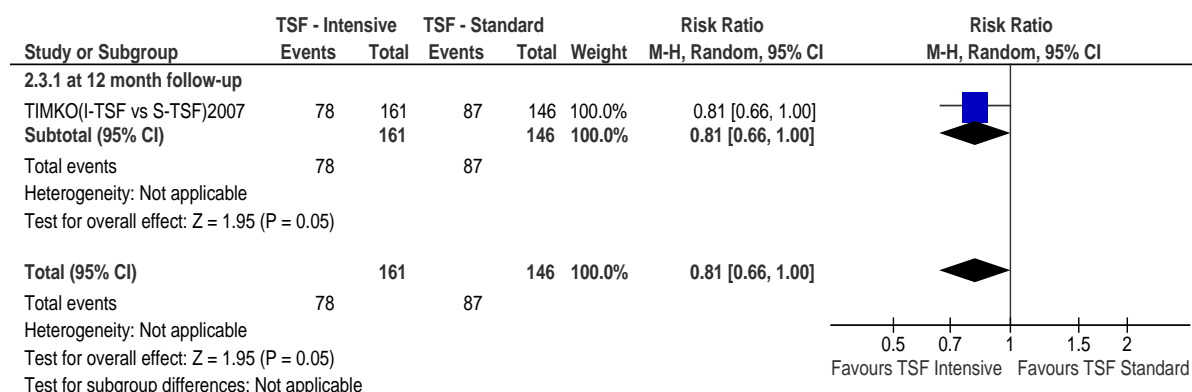 TSF - Intensive TSF - Standard Risk Ratio Risk Ratio
Study or Subgroup Events Total Events Total Weight M-H, Random, 95% CI M-H, Random, 95% CI
2.3.1 at 12 month follow-up
TIMKO(I-TSF vs S-TSF)2007 78 161 87 146 100.0% 0.81 [0.66, 1.00]
Subtotal (95% CI) 161 146 100.0% 0.81 [0.66, 1.00]
Total events 78 87
Heterogeneity: Not applicable
Test for overall effect: Z = 1.95 (P = 0.05)
Total (95% CI) 161 146 100.0% 0.81 [0.66, 1.00]
Total events 78 87
Heterogeneity: Not applicable
Test for overall effect: Z = 1.95 (P = 0.05)
Test for subgroup differences: Not applicable
0.5 0.7 1 1.5 2
Favours TSF Intensive Favours TSF Standard